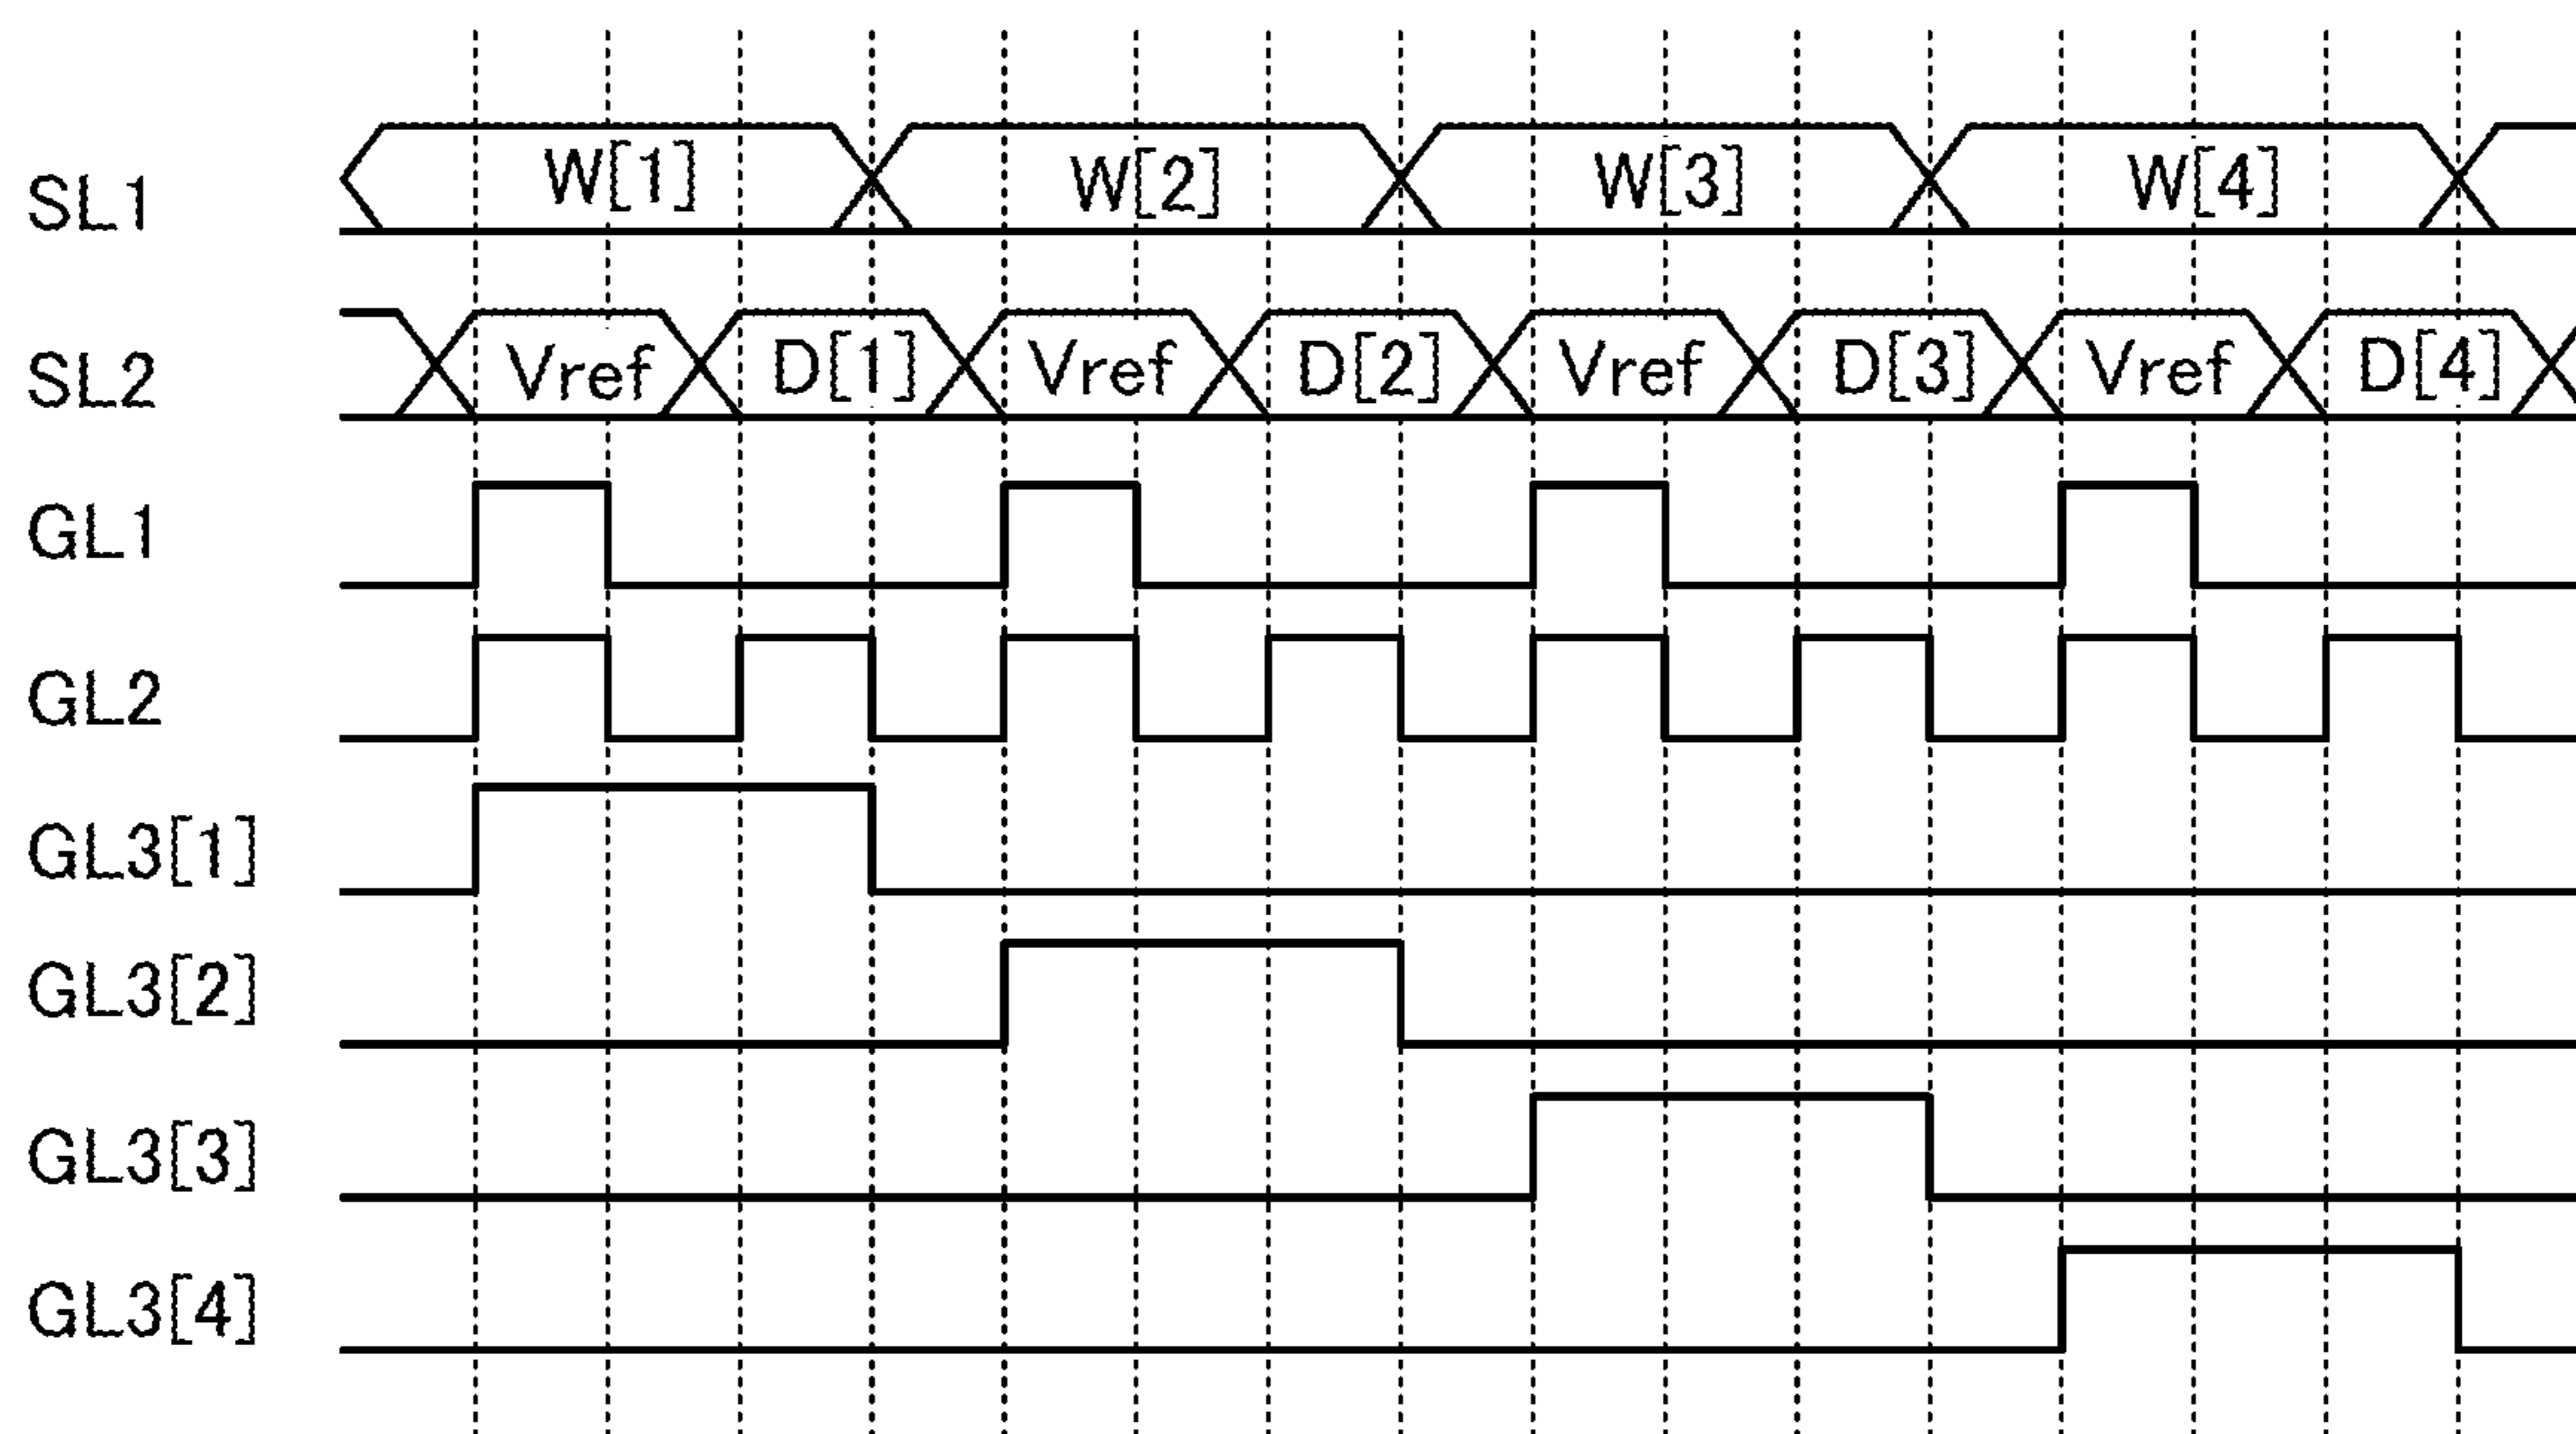 SL1 W[1] W[2] W[3] W[4]
SL2 Vref D[1] Vref D[2] Vref D[3] Vref D[4]
GL1
GL2
GL3[1]
GL3[2]
GL3[3]
GL3[4]